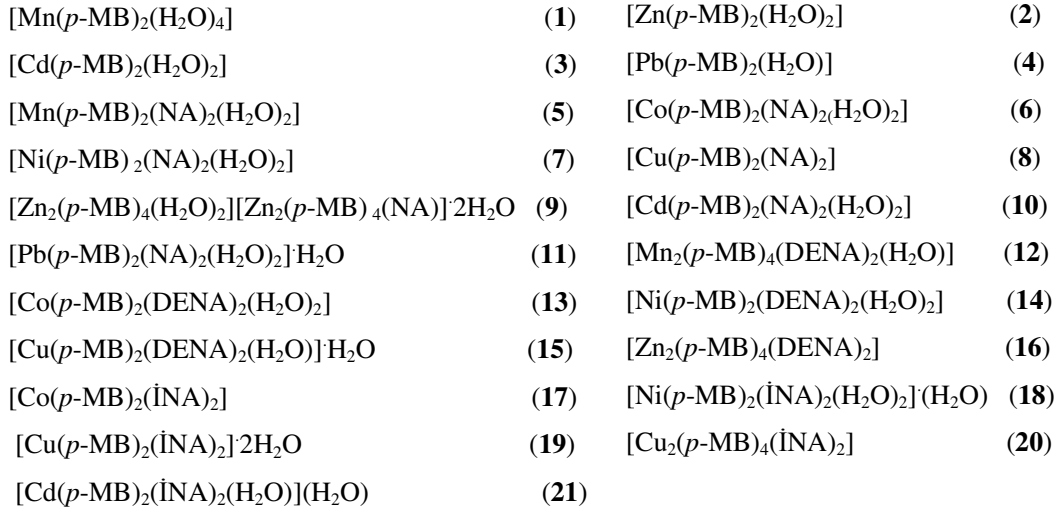 [Mn(p-MB)₂(H₂O)₄] (1) [Zn(p-MB)₂(H₂O)₂] (2)
[Cd(p-MB)₂(H₂O)₂] (3) [Pb(p-MB)₂(H₂O)] (4)
[Mn(p-MB)₂(NA)₂(H₂O)₂] (5) [Co(p-MB)₂(NA)₂₍H₂O)₂] (6)
[Ni(p-MB) ₂(NA)₂(H₂O)₂] (7) [Cu(p-MB)₂(NA)₂] (8)
[Zn₂(p-MB)₄(H₂O)₂][Zn₂(p-MB) ₄(NA)]·2H₂O (9) [Cd(p-MB)₂(NA)₂(H₂O)₂] (10)
[Pb(p-MB)₂(NA)₂(H₂O)₂]·H₂O (11) [Mn₂(p-MB)₄(DENA)₂(H₂O)] (12)
[Co(p-MB)₂(DENA)₂(H₂O)₂] (13) [Ni(p-MB)₂(DENA)₂(H₂O)₂] (14)
[Cu(p-MB)₂(DENA)₂(H₂O)]·H₂O (15) [Zn₂(p-MB)₄(DENA)₂] (16)
[Co(p-MB)₂(İNA)₂] (17) [Ni(p-MB)₂(İNA)₂(H₂O)₂]·(H₂O) (18)
[Cu(p-MB)₂(İNA)₂]·2H₂O (19) [Cu₂(p-MB)₄(İNA)₂] (20)
[Cd(p-MB)₂(İNA)₂(H₂O)](H₂O) (21)